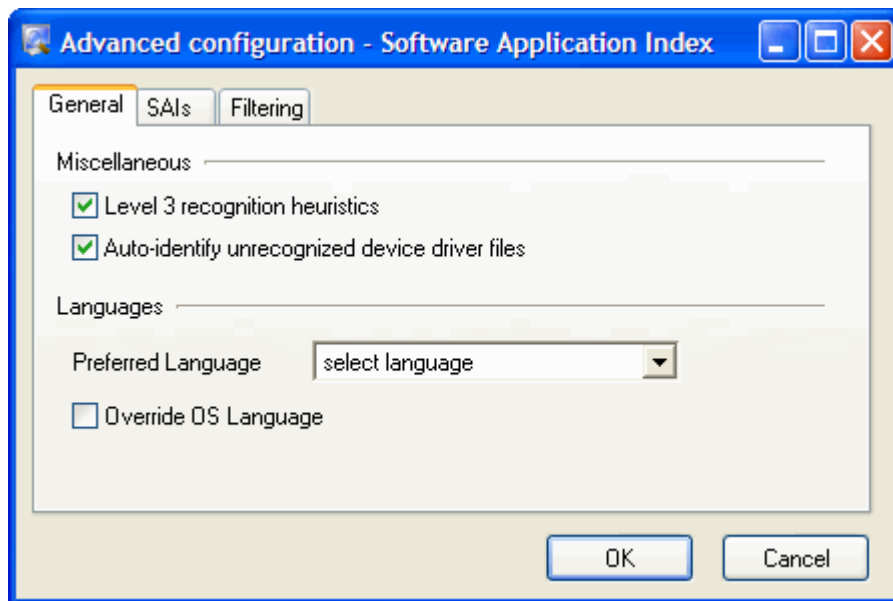 Advanced configuration - Software Application Index
General SAIs Filtering
Miscellaneous
Level 3 recognition heuristics
Auto-identify unrecognized device driver files
Languages
Preferred Language select language
Override OS Language
OK Cancel